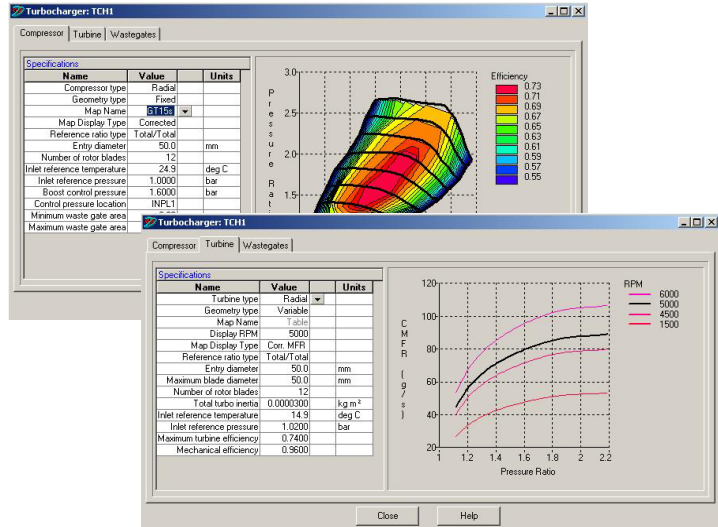 Turbocharger: TCH1
Compressor Turbine Wastegates
Specifications
Name Value Units
Compressor type Radial
Geometry type Fixed
Map Name GT15s
Map Display Type Corrected
Reference ratio type Total/Total
Entry diameter 50.0 mm
Number of rotor blades 12
Inlet reference temperature 24.9 deg C
Inlet reference pressure 1.0000 bar
Boost control pressure 1.6000 bar
Control pressure location INPL1
Minimum waste gate area
Maximum waste gate area
Pressure Rati
3.0
2.0
1.5
Efficiency
0.73
0.71
0.69
0.67
0.65
0.63
0.61
0.59
0.57
0.55
Turbocharger: TCH1
Compressor Turbine Wastegates
Specifications
Name Value Units
Turbine type Radial
Geometry type Variable
Map Name Table
Display RPM 5000
Map Display Type Corr. MFR
Reference ratio type Total/Total
Entry diameter 50.0 mm
Maximum blade diameter 50.0 mm
Number of rotor blades 12
Total turbo inertia 0.0000300 kg m²
Inlet reference temperature 14.9 deg C
Inlet reference pressure 1.0200 bar
Maximum turbine efficiency 0.7400
Mechanical efficiency 0.9600
CMFR (g/s)
120
100
80
60
40
20
1 1.2 1.4 1.6 1.8 2 2.2
Pressure Ratio
RPM
6000
5000
4500
1500
Close Help